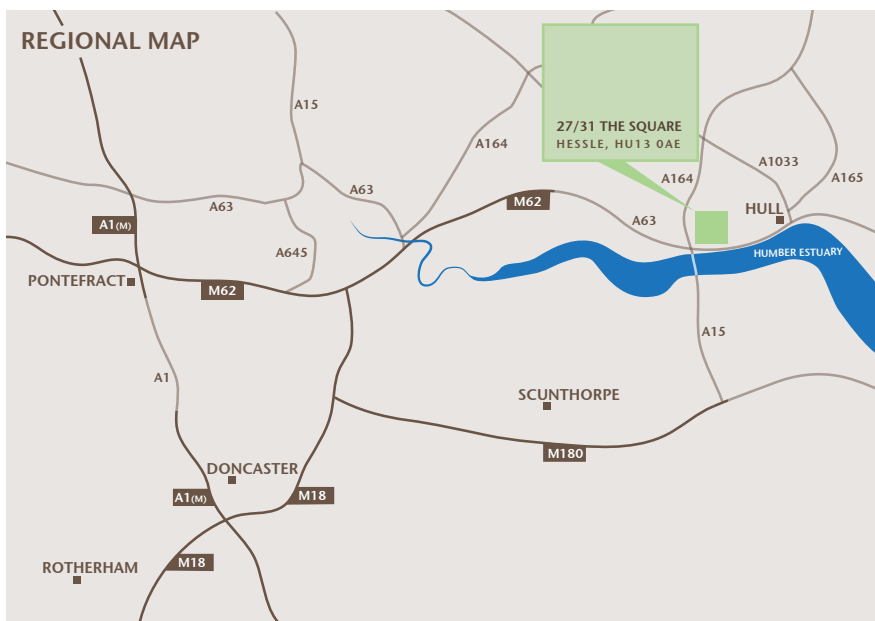 REGIONAL MAP
27/31 THE SQUARE
HESSLE, HU13 0AE
A15
A164
A1033
A164
A165
A63
A63
M62
A63
HULL
A1(M)
A645
HUMBER ESTUARY
PONTEFRACT
M62
A15
A1
SCUNTHORPE
M180
DONCASTER
A1(M)
M18
M18
ROTHERHAM